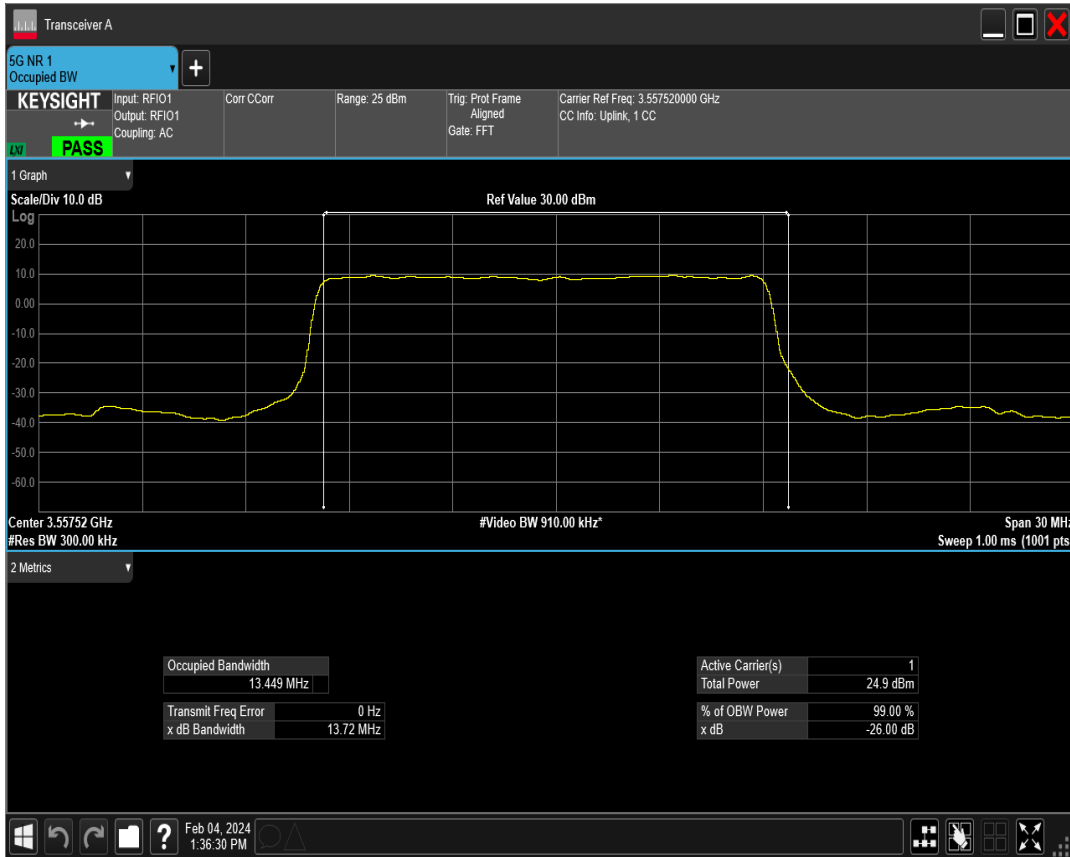 Transceiver A
5G NR 1
Occupied BW
+
KEYSIGHT
LXI
PASS
Input: RFIO1
Output: RFIO1
Coupling: AC
Corr CCorr
Range: 25 dBm
Trig: Prot Frame
Aligned
Gate: FFT
Carrier Ref Freq: 3.557520000 GHz
CC Info: Uplink, 1 CC
1 Graph
Scale/Div 10.0 dB
Ref Value 30.00 dBm
Log
20.0
10.0
0.00
-10.0
-20.0
-30.0
-40.0
-50.0
-60.0
Center 3.55752 GHz
#Video BW 910.00 kHz*
Span 30 MHz
#Res BW 300.00 kHz
Sweep 1.00 ms (1001 pts
2 Metrics
Occupied Bandwidth
13.449 MHz
Transmit Freq Error 0 Hz
x dB Bandwidth 13.72 MHz
Active Carrier(s) 1
Total Power 24.9 dBm
% of OBW Power 99.00 %
x dB -26.00 dB
?
Feb 04, 2024
1:36:30 PM